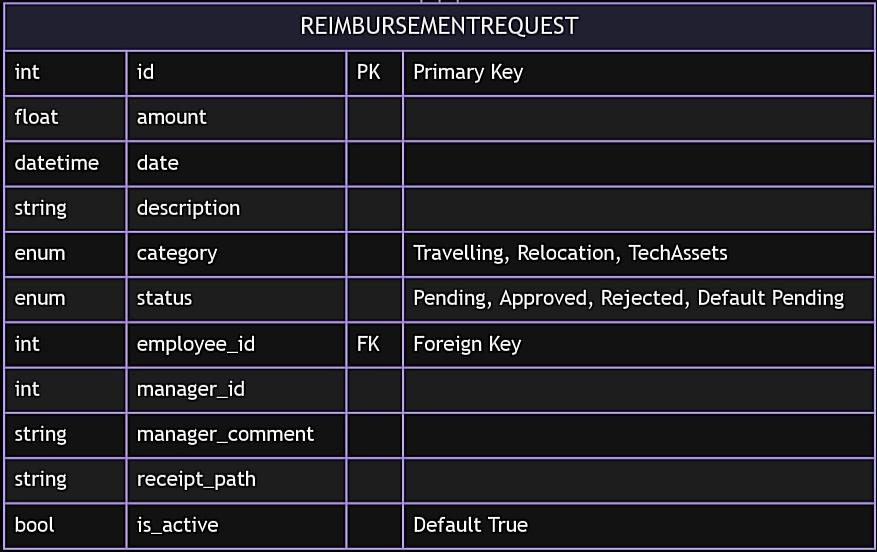 REIMBURSEMENTREQUEST
int id PK Primary Key
float amount
datetime date
string description
enum category Travelling, Relocation, TechAssets
enum status Pending, Approved, Rejected, Default Pending
int employee_id FK Foreign Key
int manager_id
string manager_comment
string receipt_path
bool is_active Default True